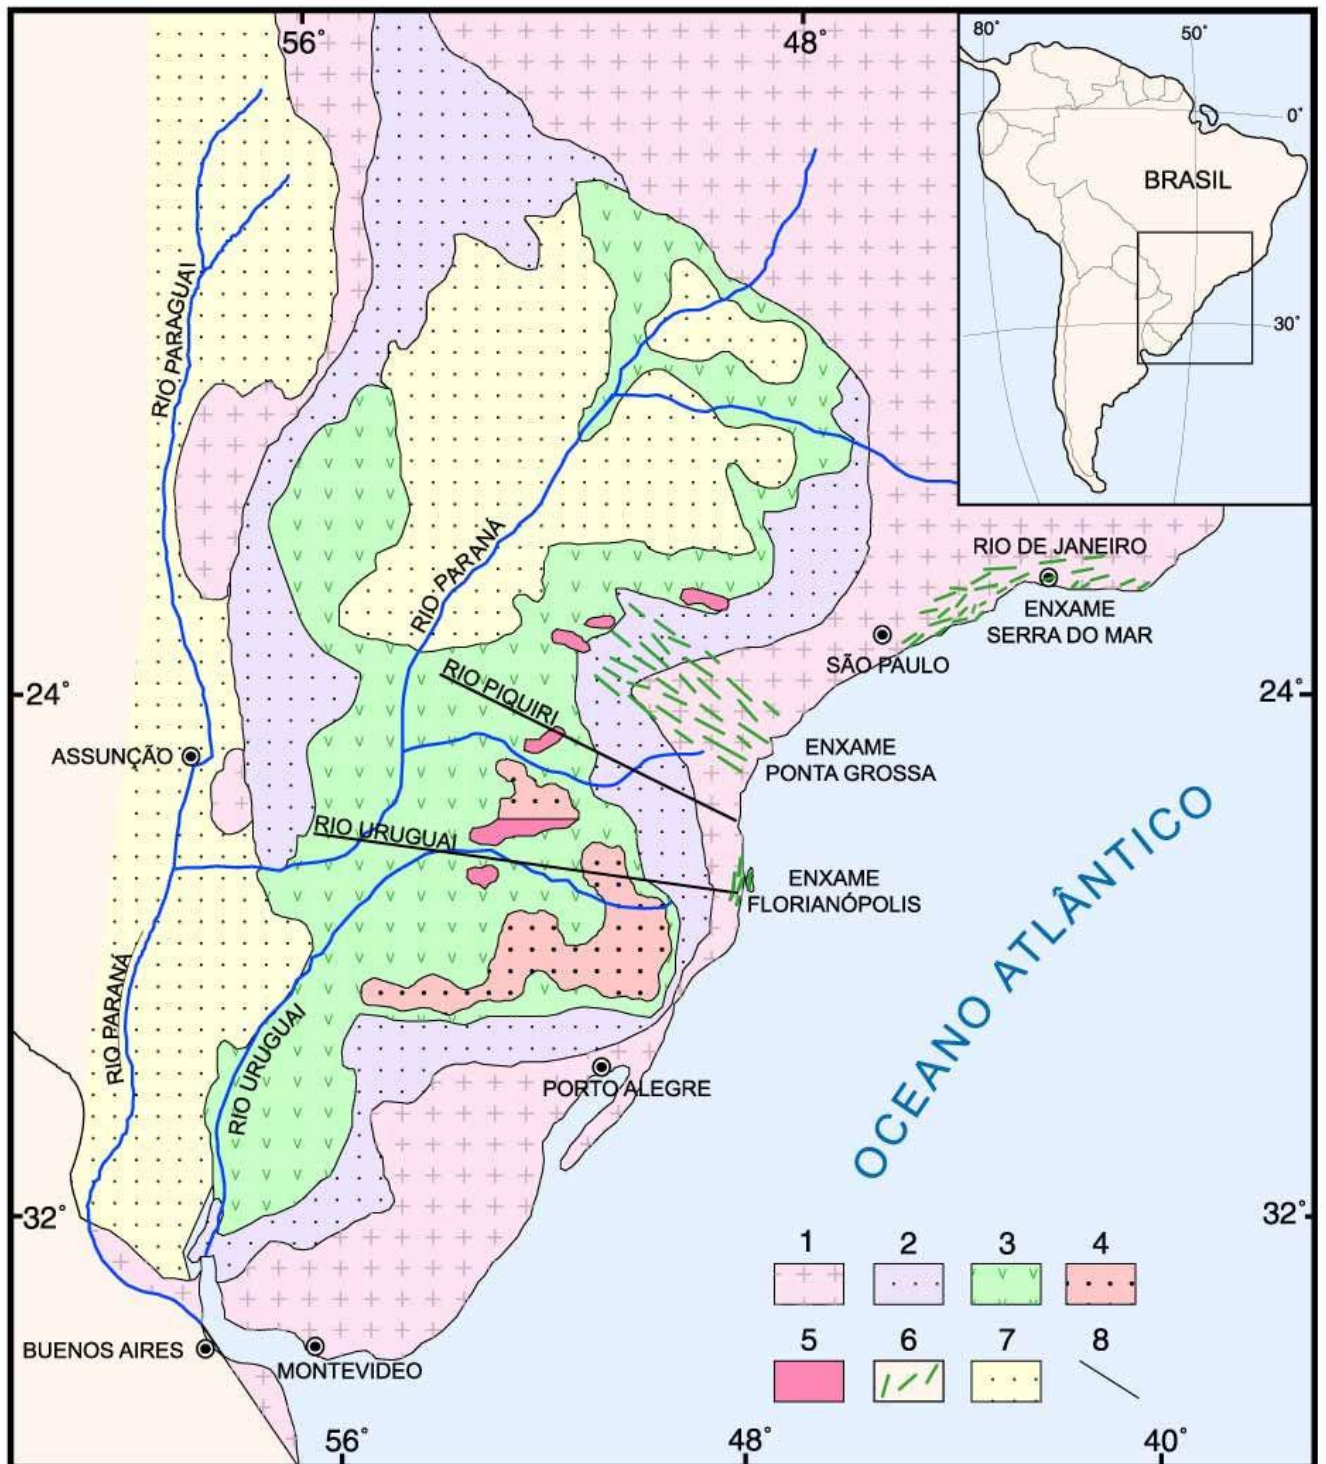 56°
48°
80°
50°
0°
BRASIL
30°
RIO PARAGUAI
RIO PARANÁ
RIO DE JANEIRO
ENXAME
SERRA DO MAR
SÃO PAULO
24°
RIO PIQUIRI
24°
ASSUNÇÃO
ENXAME
PONTA GROSSA
RIO URUGUAI
ENXAME
FLORIANÓPOLIS
OCEANO ATLÂNTICO
RIO PARANÁ
RIO URUGUAI
PORTO ALEGRE
32°
32°
1 2 3 4
5 6 7 8
BUENOS AIRES
MONTEVIDEO
56°
48°
40°